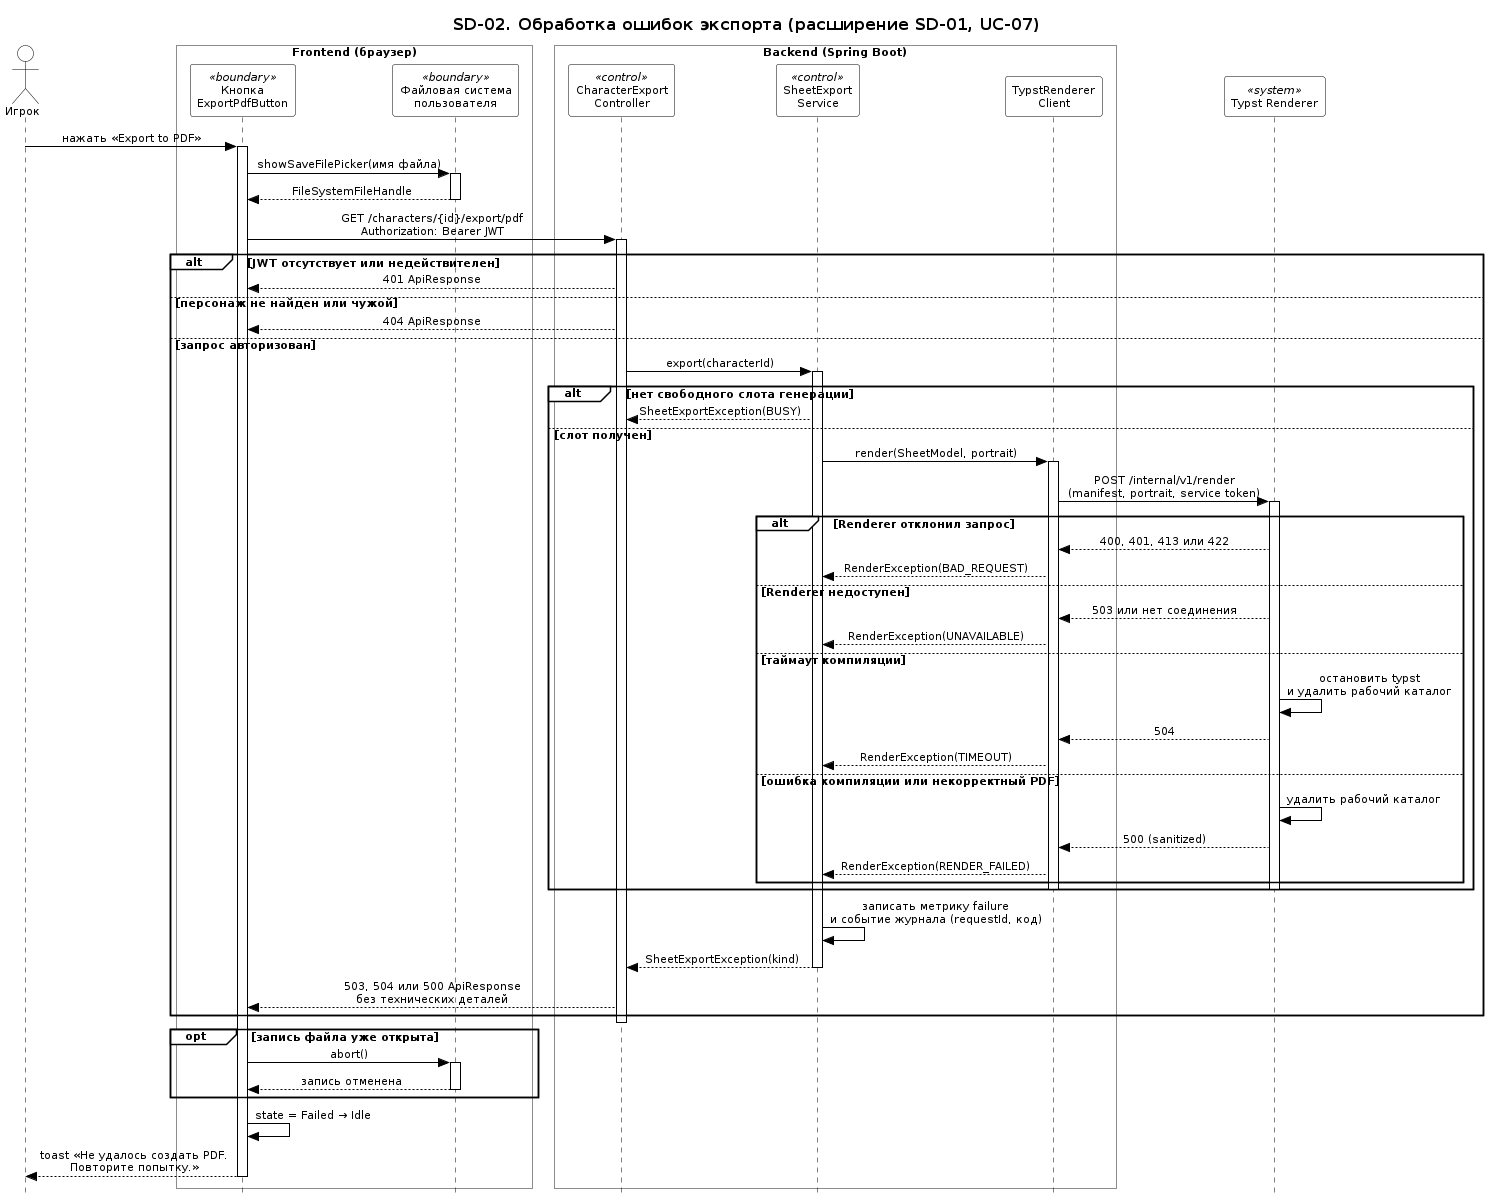 SD-02. Обработка ошибок экспорта (расширение SD-01, UC-07)
Frontend (браузер)
Backend (Spring Boot)
Игрок
«boundary»
Кнопка
ExportPdfButton
«boundary»
Файловая система
пользователя
«control»
CharacterExport
Controller
«control»
SheetExport
Service
TypstRenderer
Client
«system»
Typst Renderer
нажать «Export to PDF»
showSaveFilePicker(имя файла)
FileSystemFileHandle
GET /characters/{id}/export/pdf
Authorization: Bearer JWT
alt
[JWT отсутствует или недействителен]
401 ApiResponse
[персонаж не найден или чужой]
404 ApiResponse
[запрос авторизован]
export(characterId)
alt
[нет свободного слота генерации]
SheetExportException(BUSY)
[слот получен]
render(SheetModel, portrait)
POST /internal/v1/render
(manifest, portrait, service token)
alt
[Renderer отклонил запрос]
400, 401, 413 или 422
RenderException(BAD_REQUEST)
[Renderer недоступен]
503 или нет соединения
RenderException(UNAVAILABLE)
[таймаут компиляции]
остановить typst
и удалить рабочий каталог
504
RenderException(TIMEOUT)
[ошибка компиляции или некорректный PDF]
удалить рабочий каталог
500 (sanitized)
RenderException(RENDER_FAILED)
записать метрику failure
и событие журнала (requestId, код)
SheetExportException(kind)
503, 504 или 500 ApiResponse
без технических деталей
opt
[запись файла уже открыта]
abort()
запись отменена
state = Failed → Idle
toast «Не удалось создать PDF.
Повторите попытку.»